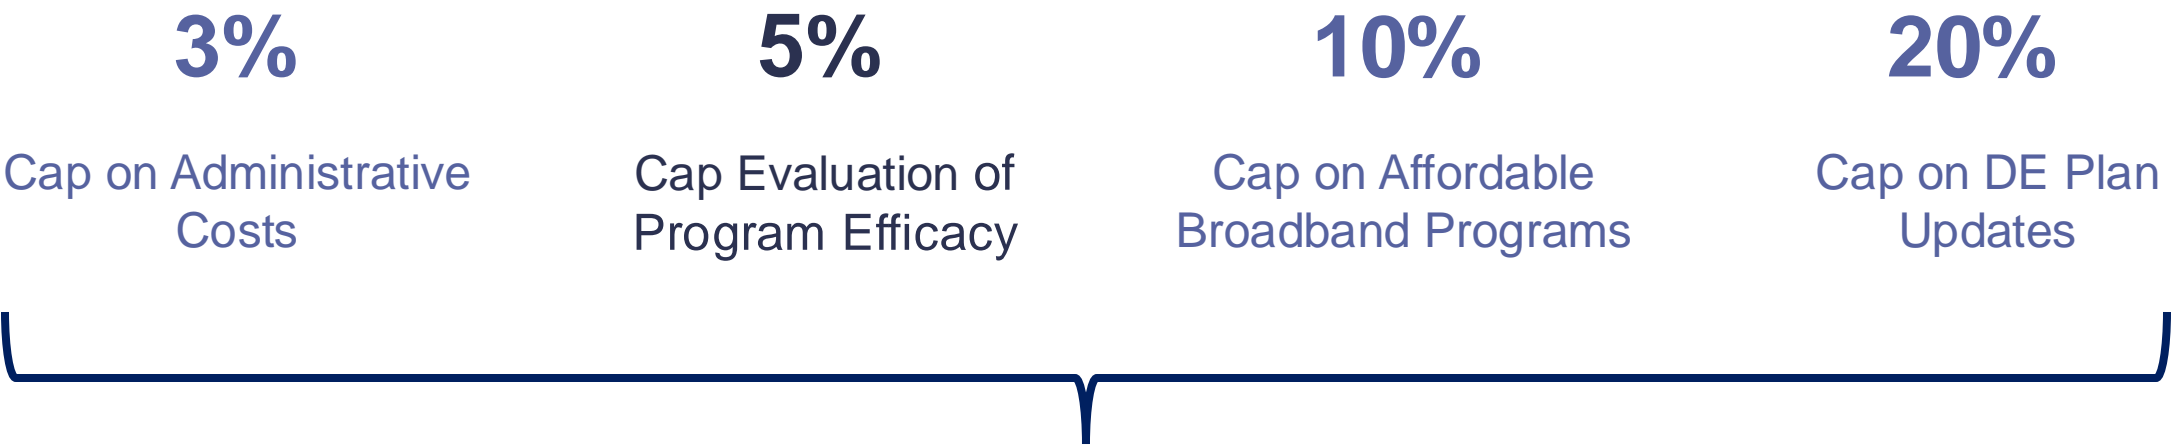 3%
Cap on Administrative
Costs
5%
Cap Evaluation of
Program Efficacy
10%
Cap on Affordable
Broadband Programs
20%
Cap on DE Plan
Updates